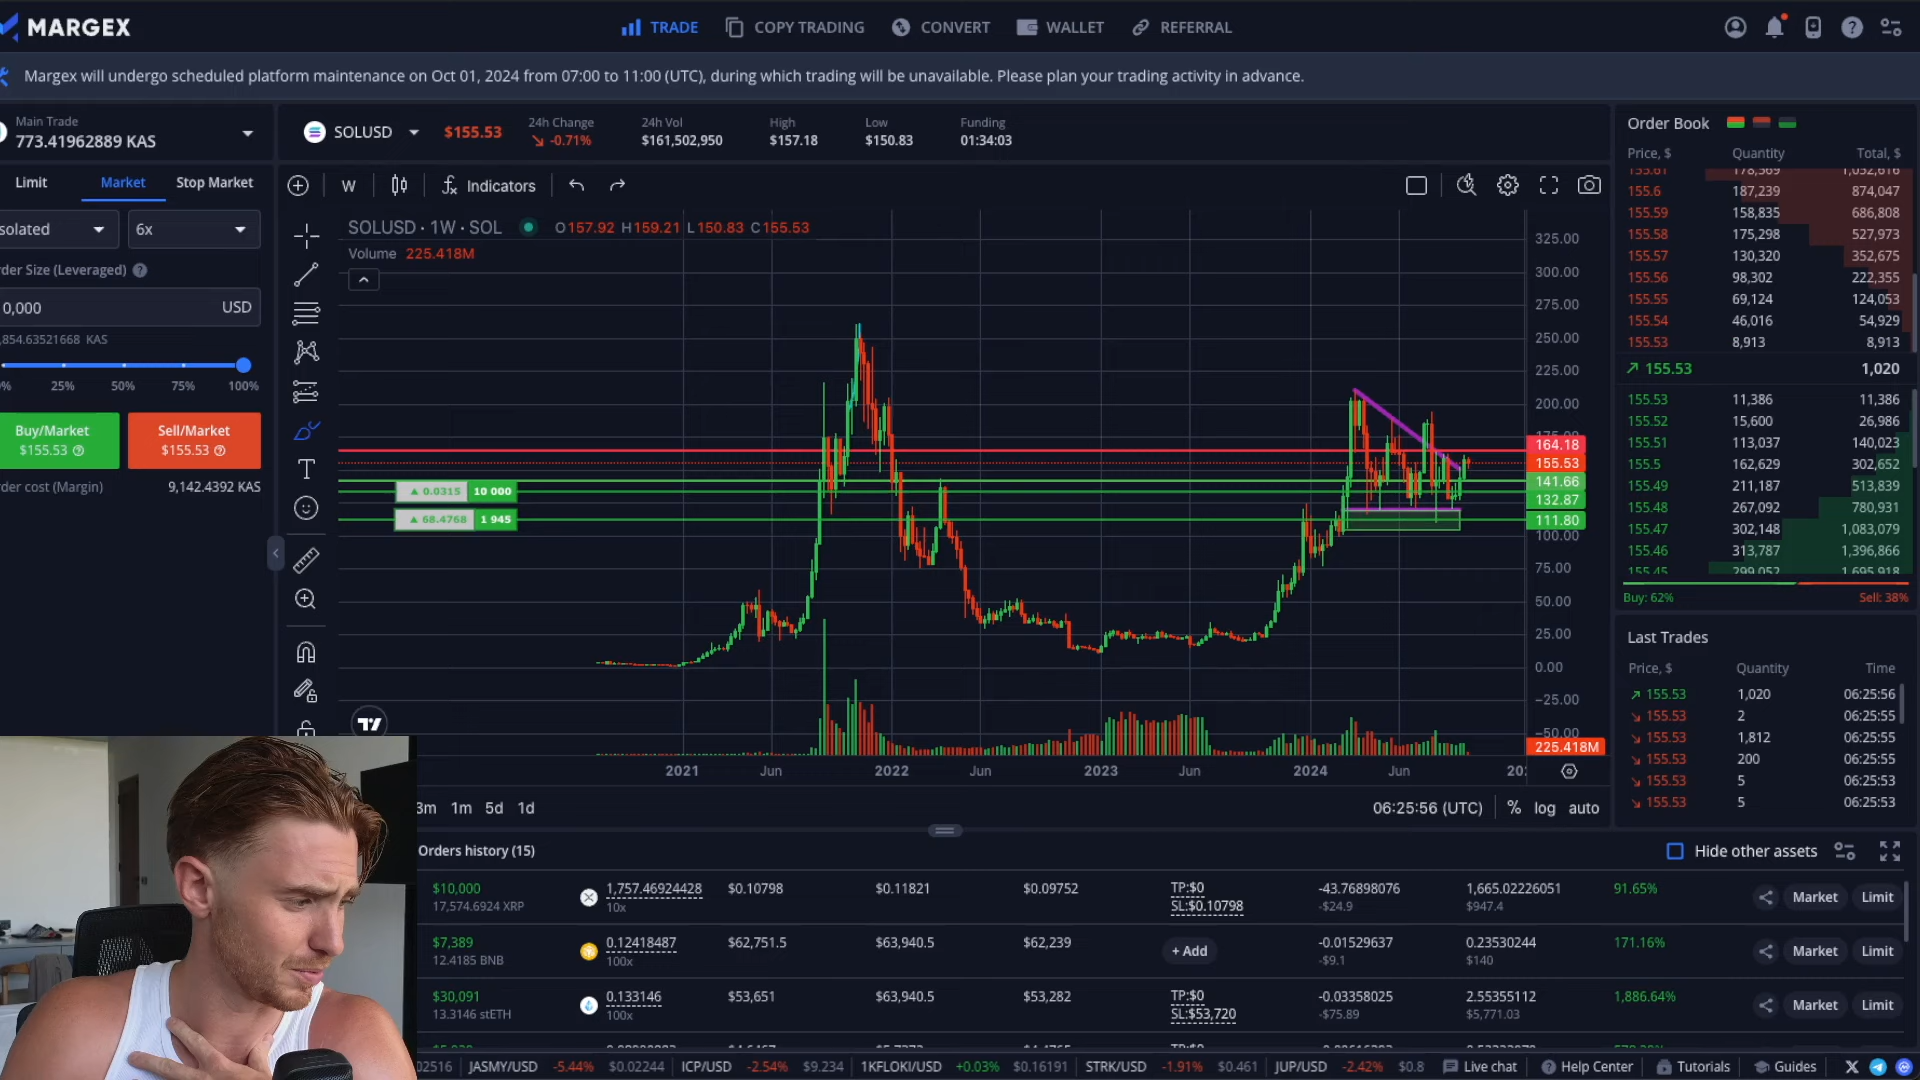 MARGEX
TRADE
COPY TRADING
CONVERT
WALLET
REFERRAL
Margex will undergo scheduled platform maintenance on Oct 01, 2024 from 07:00 to 11:00 (UTC), during which trading will be unavailable. Please plan your trading activity in advance.
Main Trade
773.41962889 KAS
SOLUSD $155.53
24h Change
-0.71%
24h Vol
$161,502,950
High
$157.18
Low
$150.83
Funding
01:34:03
Limit Market Stop Market
solated 6x
rder Size (Leveraged)
0,000 USD
,854.63521668 KAS
% 25% 50% 75% 100%
Buy/Market
$155.53
Sell/Market
$155.53
rder cost (Margin) 9,142.4392 KAS
W Indicators
SOLUSD · 1W · SOL O157.92 H159.21 L150.83 C155.53
Volume 225.418M
325.00
300.00
275.00
250.00
225.00
200.00
164.18
155.53
141.66
132.87
111.80
100.00
75.00
50.00
25.00
0.00
−25.00
225.418M
▲ 0.0315 10 000
▲ 68.4768 1 945
2021 Jun 2022 Jun 2023 Jun 2024 Jun 202
3m 1m 5d 1d
06:25:56 (UTC) % log auto
Order Book
Price, $ Quantity Total, $
155.61 178,569 1,052,616
155.6 187,239 874,047
155.59 158,835 686,808
155.58 175,298 527,973
155.57 130,320 352,675
155.56 98,302 222,355
155.55 69,124 124,053
155.54 46,016 54,929
155.53 8,913 8,913
155.53 1,020
155.53 11,386 11,386
155.52 15,600 26,986
155.51 113,037 140,023
155.5 162,629 302,652
155.49 211,187 513,839
155.48 267,092 780,931
155.47 302,148 1,083,079
155.46 313,787 1,396,866
155.45 299,052 1,695,918
Buy: 62% Sell: 38%
Last Trades
Price, $ Quantity Time
155.53 1,020 06:25:56
155.53 2 06:25:55
155.53 1,812 06:25:55
155.53 200 06:25:55
155.53 5 06:25:53
155.53 5 06:25:53
Orders history (15)
Hide other assets
$10,000 1,757.46924428 $0.10798 $0.11821 $0.09752 TP:$0 -43.76898076 1,665.02226051 91.65% Market Limit
17,574.6924 XRP 10x SL:$0.10798 -$24.9 $947.4
$7,389 0.12418487 $62,751.5 $63,940.5 $62,239 + Add -0.01529637 0.23530244 171.16% Market Limit
12.4185 BNB 100x -$9.1 $140
$30,091 0.133146 $53,651 $63,940.5 $53,282 TP:$0 -0.03358025 2.55355112 1,886.64% Market Limit
13.3146 stETH 100x SL:$53,720 -$75.89 $5,771.03
02516 JASMY/USD -5.44% $0.02244 ICP/USD -2.54% $9.234 1KFLOKI/USD +0.03% $0.16191 STRK/USD -1.91% $0.461 JUP/USD -2.42% $0.8
Live chat Help Center Tutorials Guides